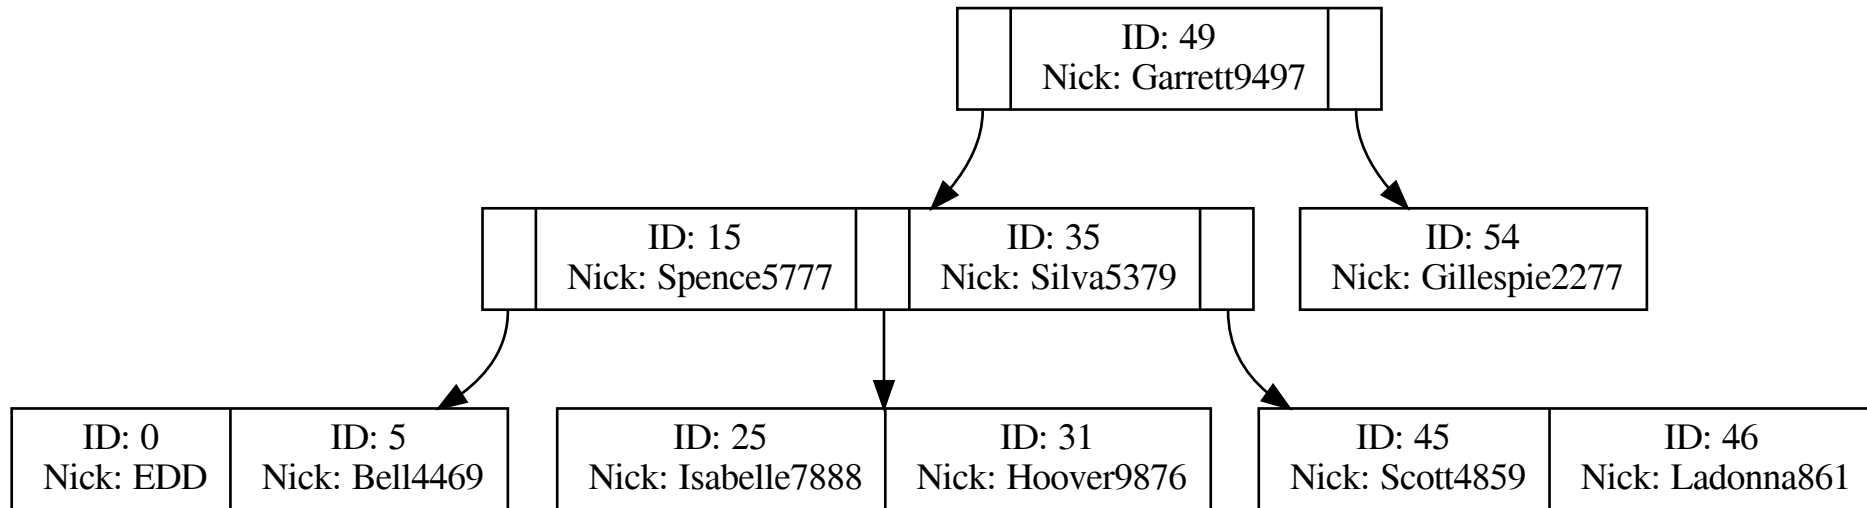 ID: 49
Nick: Garrett9497
ID: 15
Nick: Spence5777
ID: 35
Nick: Silva5379
ID: 54
Nick: Gillespie2277
ID: 0
Nick: EDD
ID: 5
Nick: Bell4469
ID: 25
Nick: Isabelle7888
ID: 31
Nick: Hoover9876
ID: 45
Nick: Scott4859
ID: 46
Nick: Ladonna861